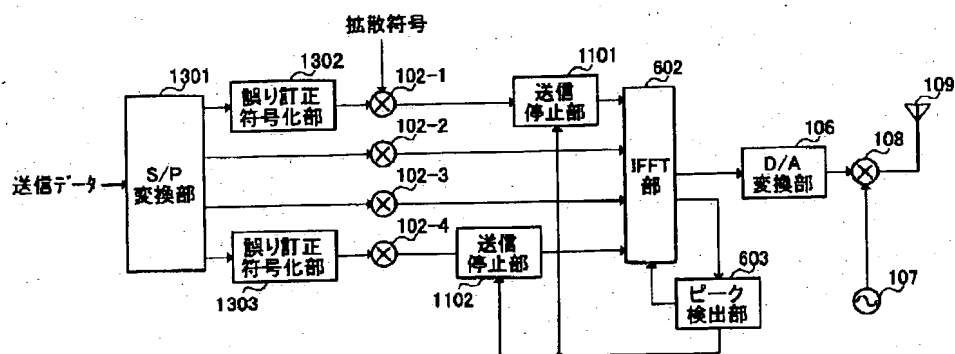 拡散符号
1301
1302
誤り訂正
符号化部
102-1
1101
送信
停止部
602
109
102-2
106
108
送信データ
S/P
変換部
102-3
IFFT
部
D/A
変換部
誤り訂正
符号化部
1303
102-4
送信
停止部
1102
603
ピーク
検出部
107